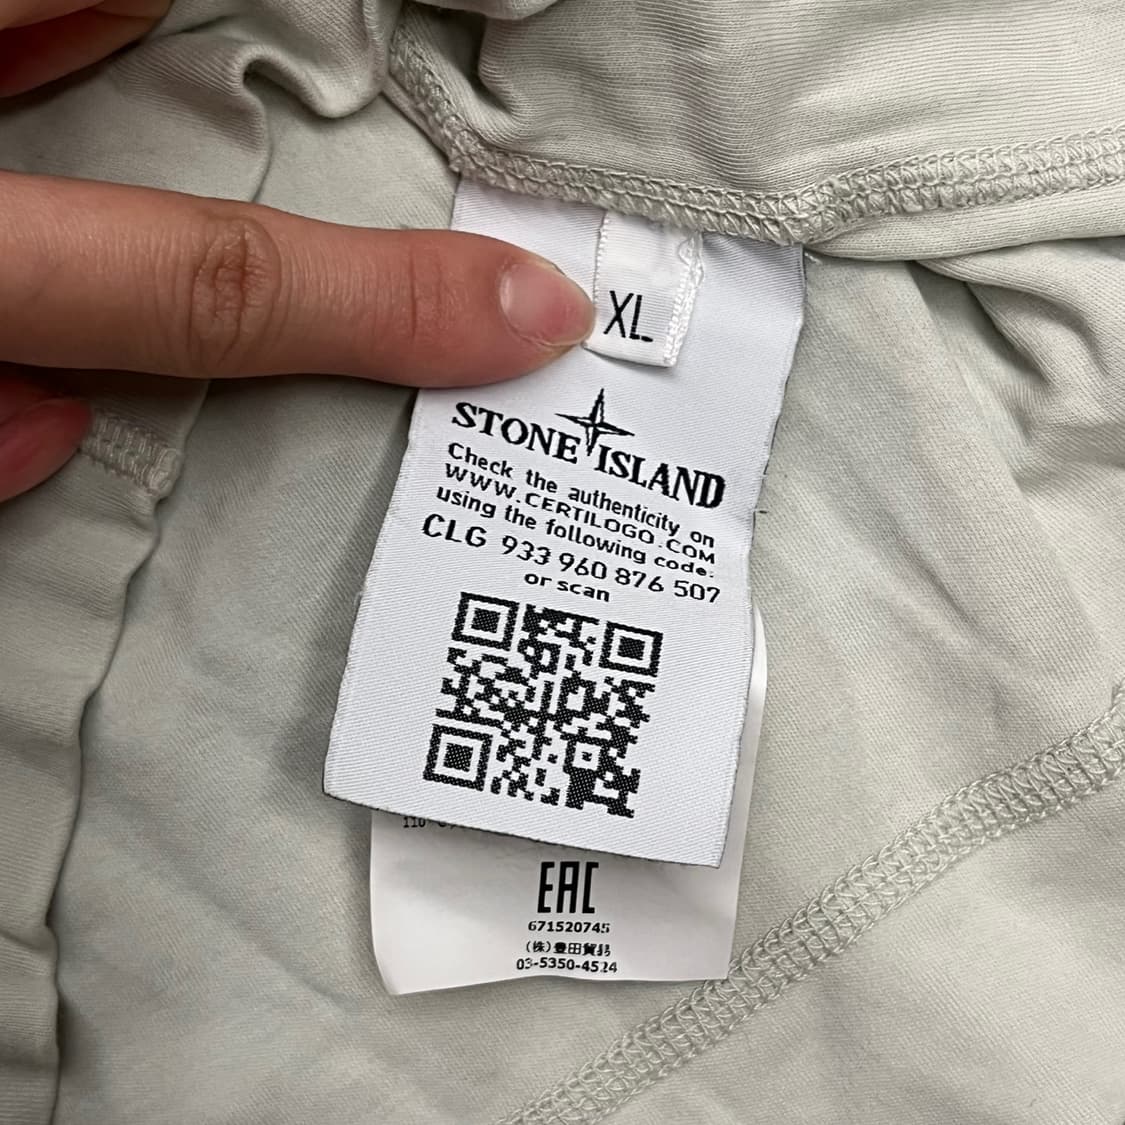 XL
STONE ISLAND
Check the authenticity on
WWW.CERTILOGO.COM
using the following code:
CLG 933 960 876 507
or scan
EAC
671520745
(株)豊田貿易
03-5350-4524